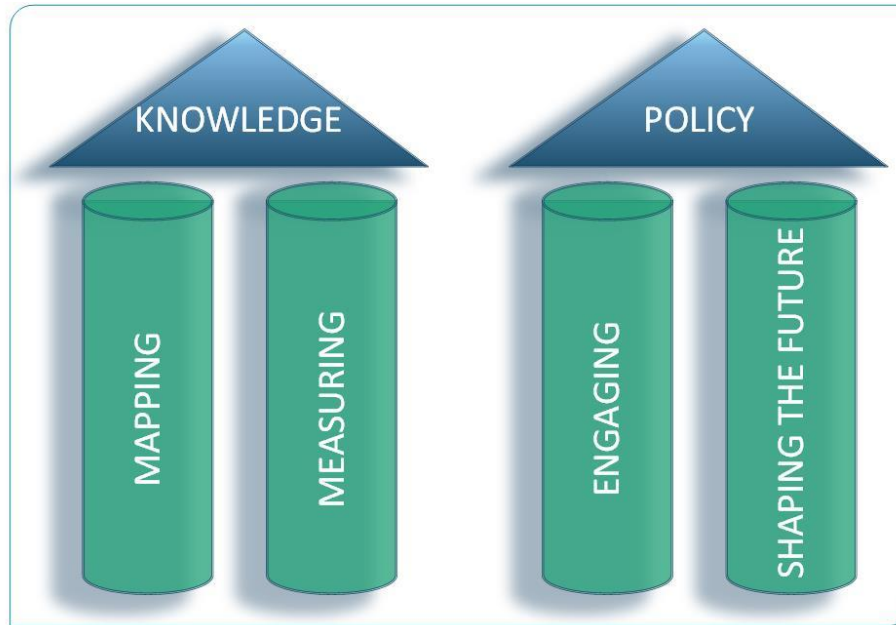 KNOWLEDGE
POLICY
MAPPING
MEASURING
ENGAGING
SHAPING THE FUTURE